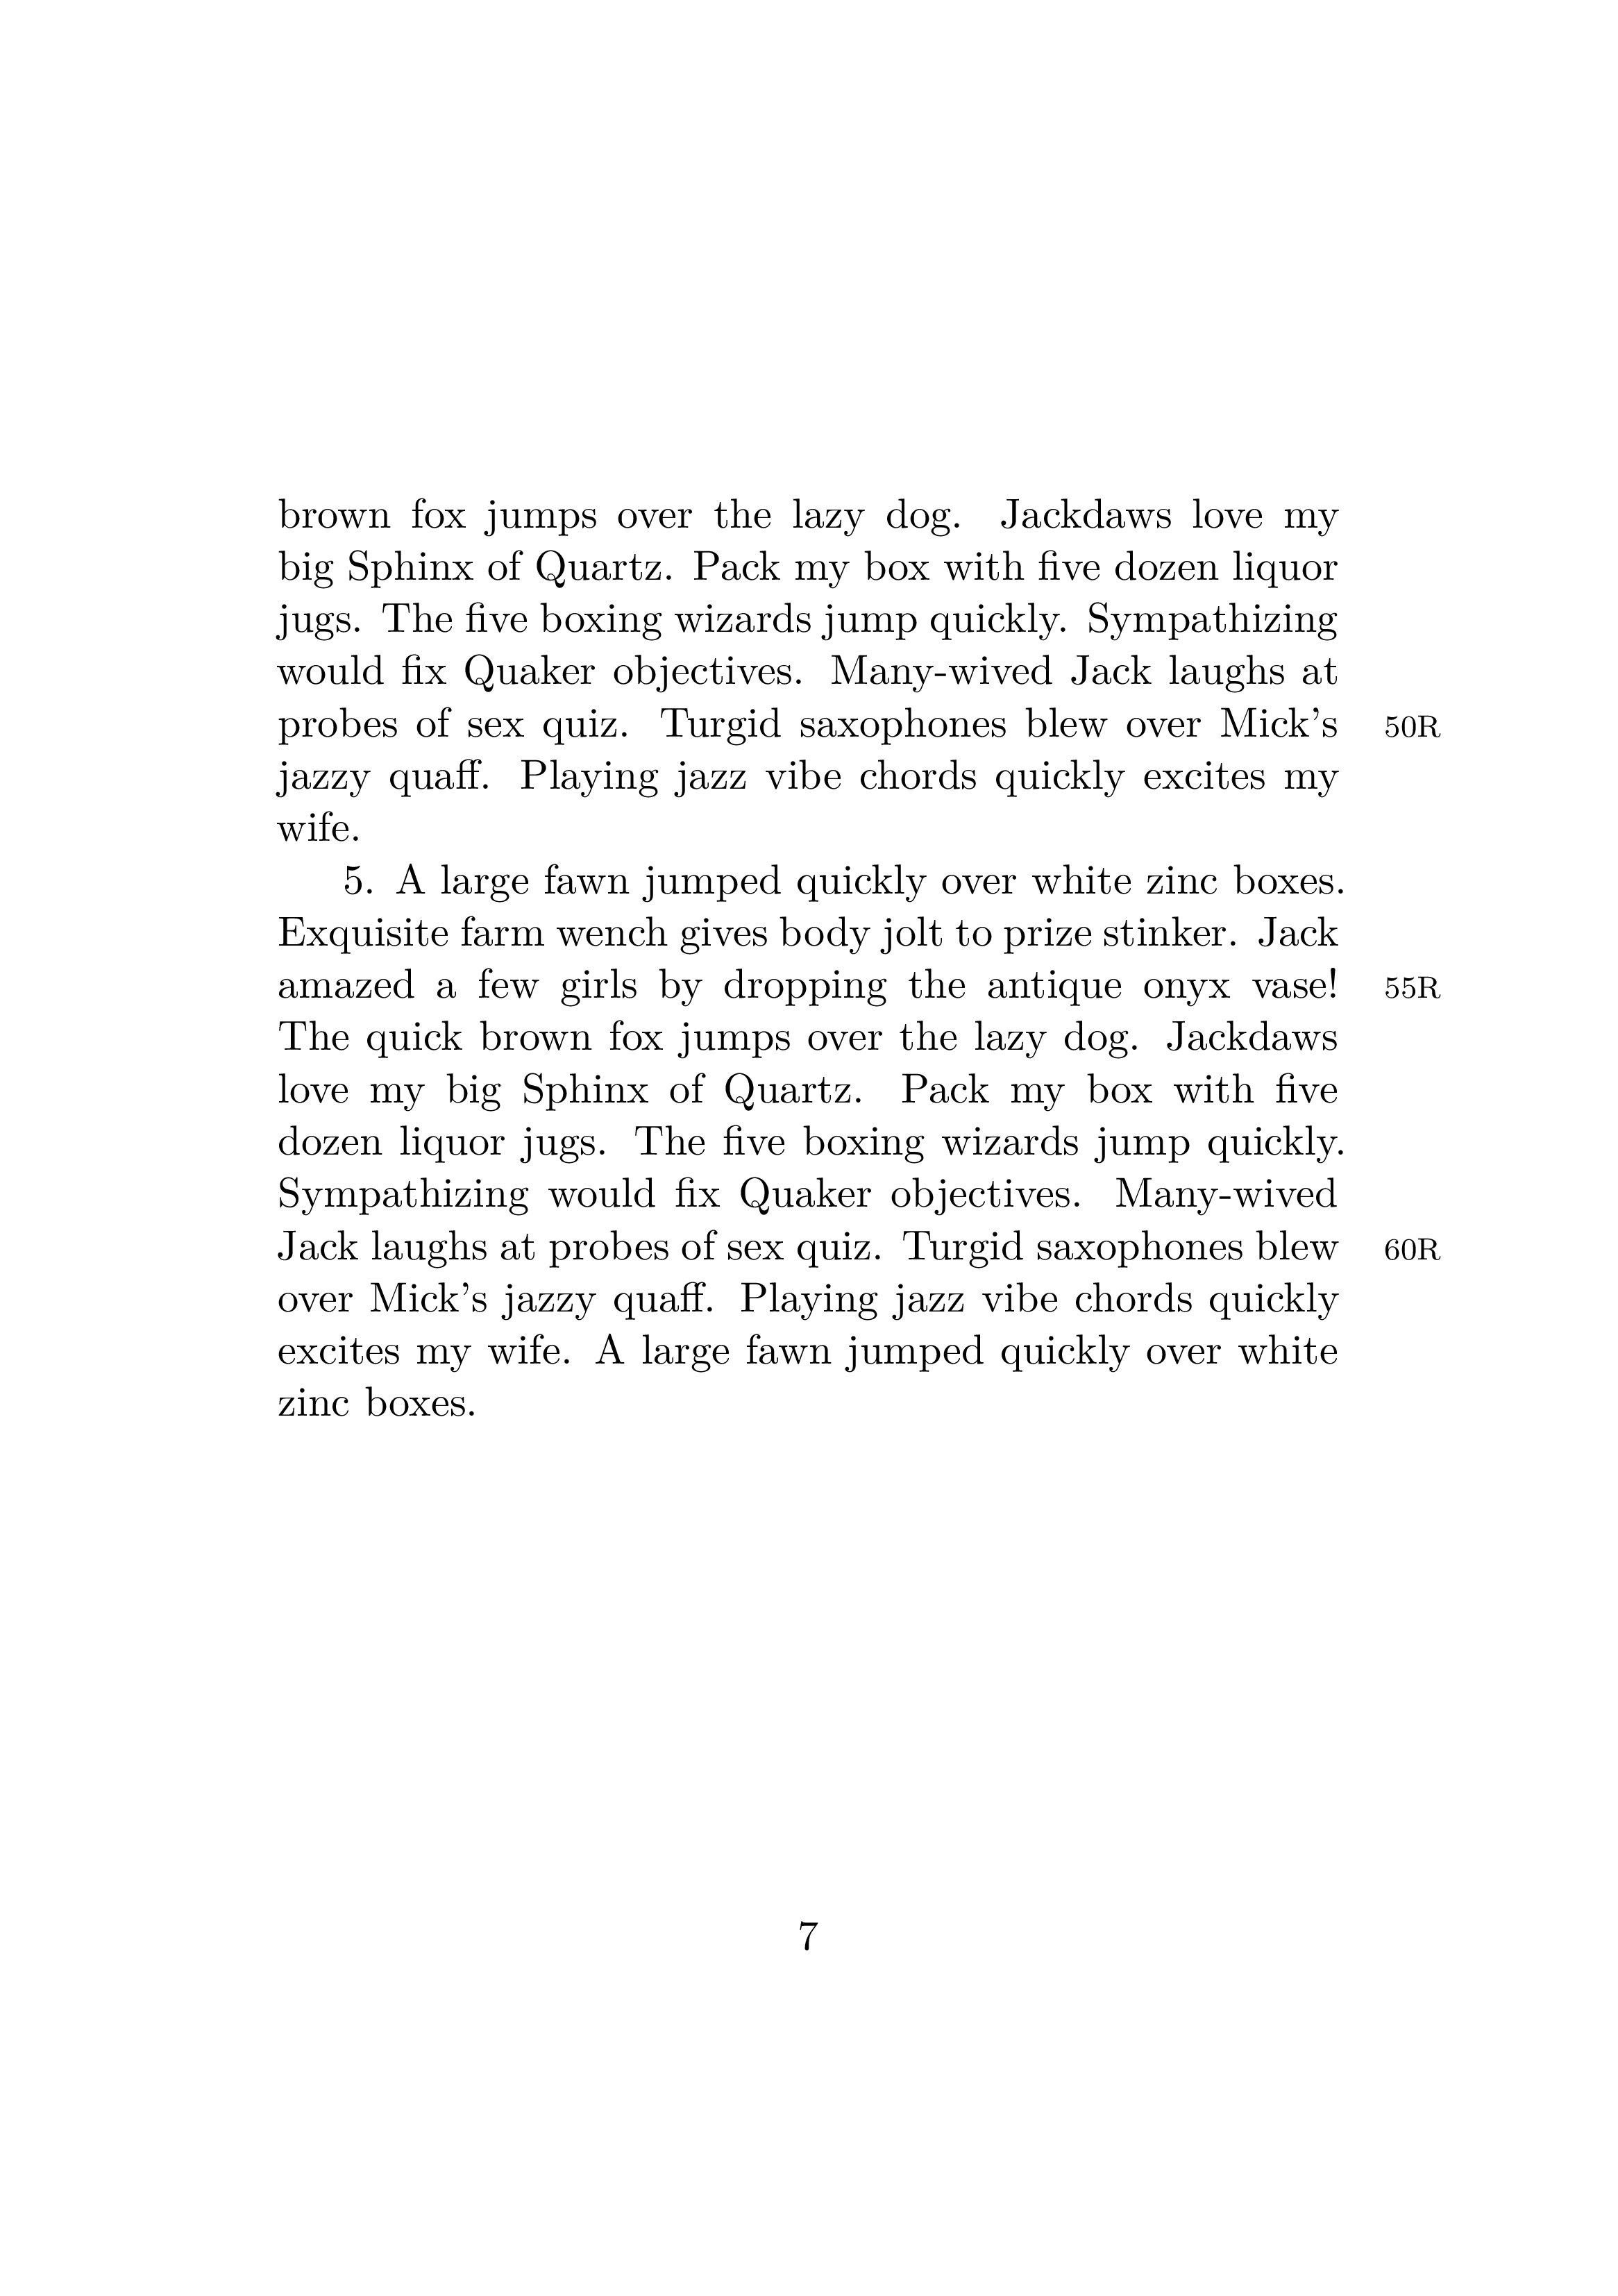 brown fox jumps over the lazy dog. Jackdaws love my
big Sphinx of Quartz. Pack my box with five dozen liquor
jugs. The five boxing wizards jump quickly. Sympathizing
would fix Quaker objectives. Many-wived Jack laughs at
probes of sex quiz. Turgid saxophones blew over Mick's 50R
jazzy quaff. Playing jazz vibe chords quickly excites my
wife.
5. A large fawn jumped quickly over white zinc boxes.
Exquisite farm wench gives body jolt to prize stinker. Jack
amazed a few girls by dropping the antique onyx vase! 55R
The quick brown fox jumps over the lazy dog. Jackdaws
love my big Sphinx of Quartz. Pack my box with five
dozen liquor jugs. The five boxing wizards jump quickly.
Sympathizing would fix Quaker objectives. Many-wived
Jack laughs at probes of sex quiz. Turgid saxophones blew 60R
over Mick's jazzy quaff. Playing jazz vibe chords quickly
excites my wife. A large fawn jumped quickly over white
zinc boxes.
7